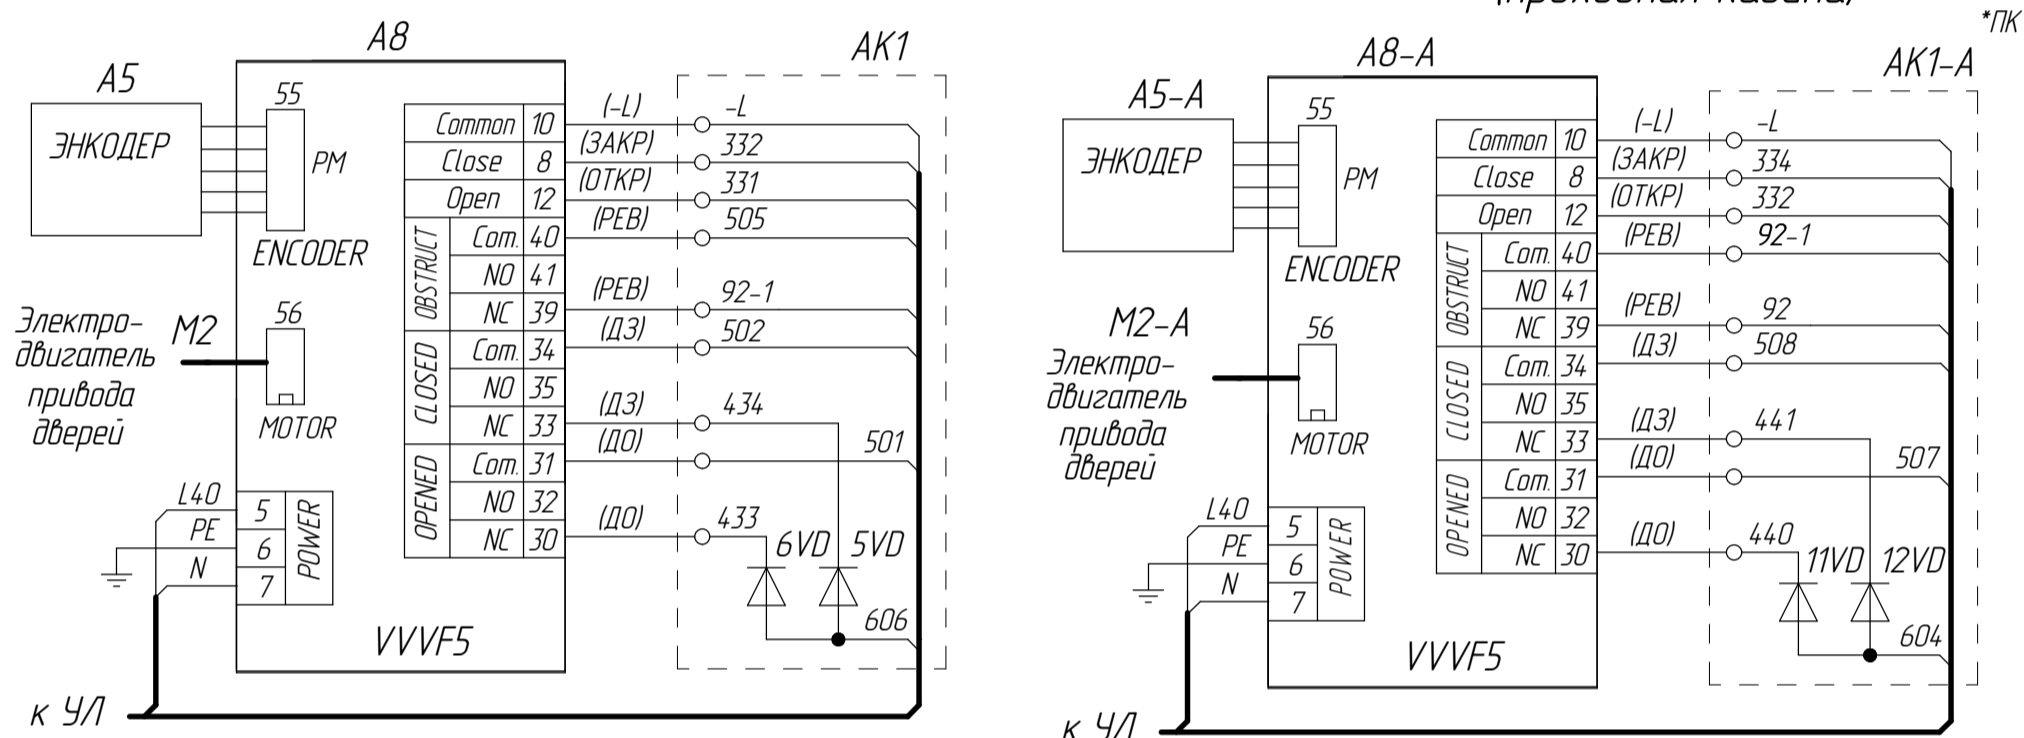 (проходная кабина)
*ПК
A8
AK1
A5
ЭНКОДЕР
55
PM
ENCODER
Электро-
двигатель
привода
дверей
M2
56
MOTOR
Common 10 (-L) -L
Close 8 (ЗАКР) 332
Open 12 (ОТКР) 331
OBSTRUCT
Com. 40 (РЕВ) 505
NO 41
NC 39 (РЕВ) 92-1
CLOSED
Com. 34 (ДЗ) 502
NO 35
NC 33 (ДЗ) 434
OPENED
Com. 31 (ДО) 501
NO 32
NC 30 (ДО) 433
6VD 5VD
606
L40 5
PE 6
N 7
POWER
VVVF5
к УЛ
A8-A
AK1-A
A5-A
ЭНКОДЕР
55
PM
ENCODER
M2-A
Электро-
двигатель
привода
дверей
56
MOTOR
Common 10 (-L) -L
Close 8 (ЗАКР) 334
Open 12 (ОТКР) 332
OBSTRUCT
Com. 40 (РЕВ) 92-1
NO 41
NC 39 (РЕВ) 92
CLOSED
Com. 34 (ДЗ) 508
NO 35
NC 33 (ДЗ) 441
OPENED
Com. 31 (ДО) 507
NO 32
NC 30 (ДО) 440
11VD 12VD
604
L40 5
PE 6
N 7
POWER
VVVF5
к УЛ